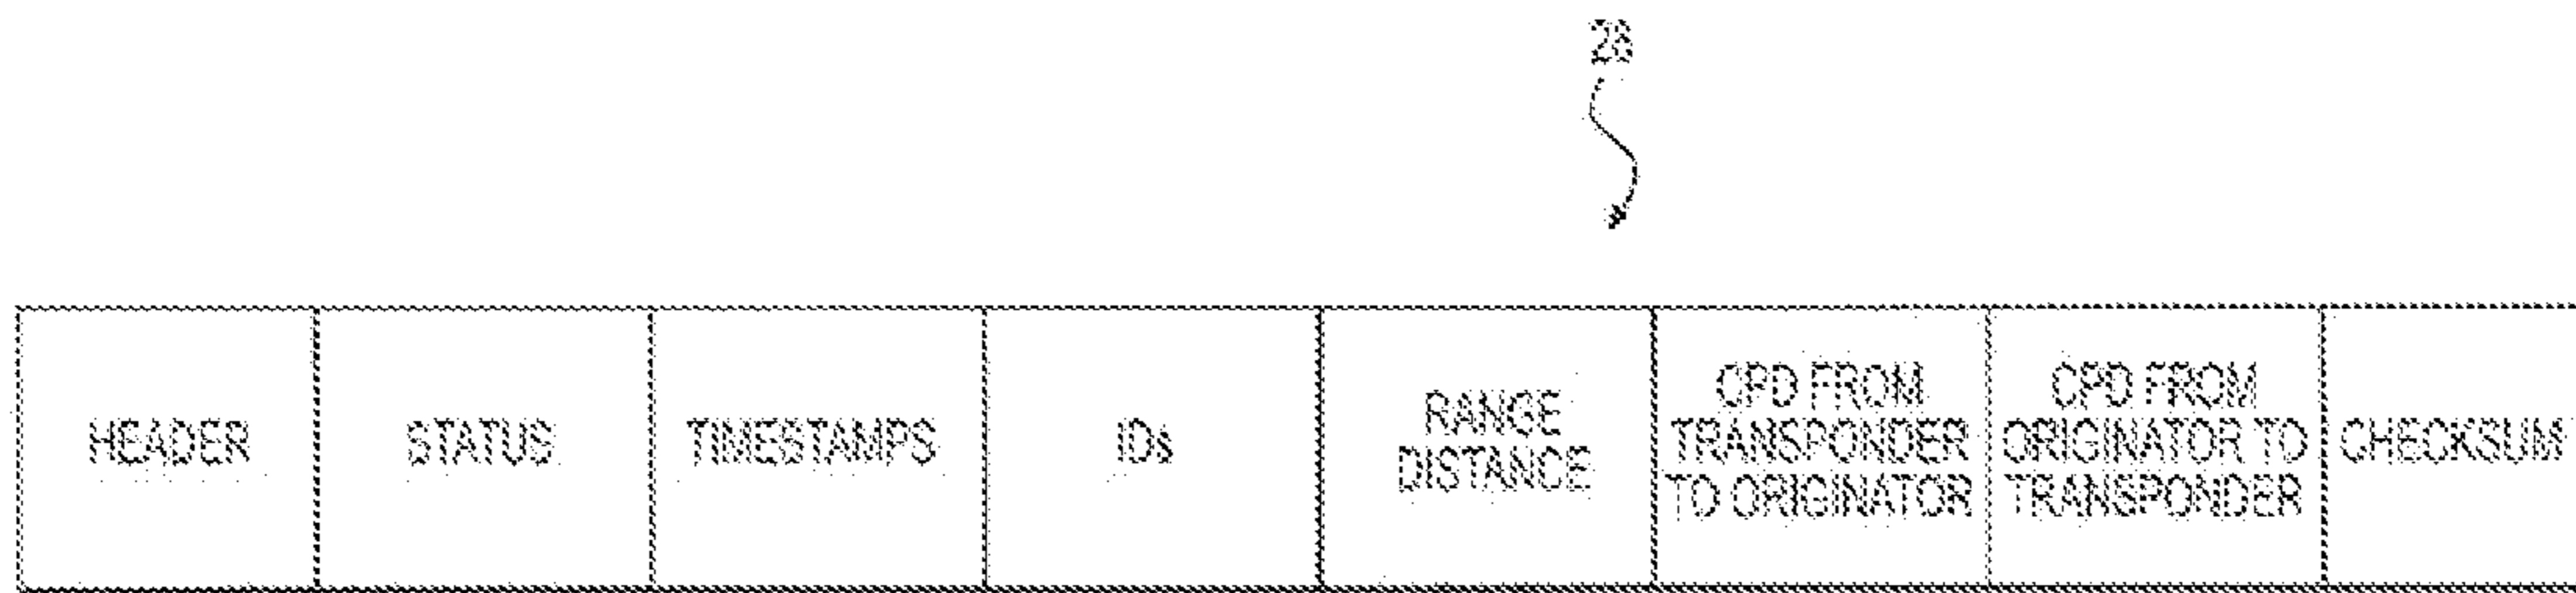 28
HEADER
STATUS
TIMESTAMPS
IDs
RANGE
DISTANCE
CPD FROM
TRANSPONDER
TO ORIGINATOR
CPD FROM
ORIGINATOR TO
TRANSPONDER
CHECKSUM